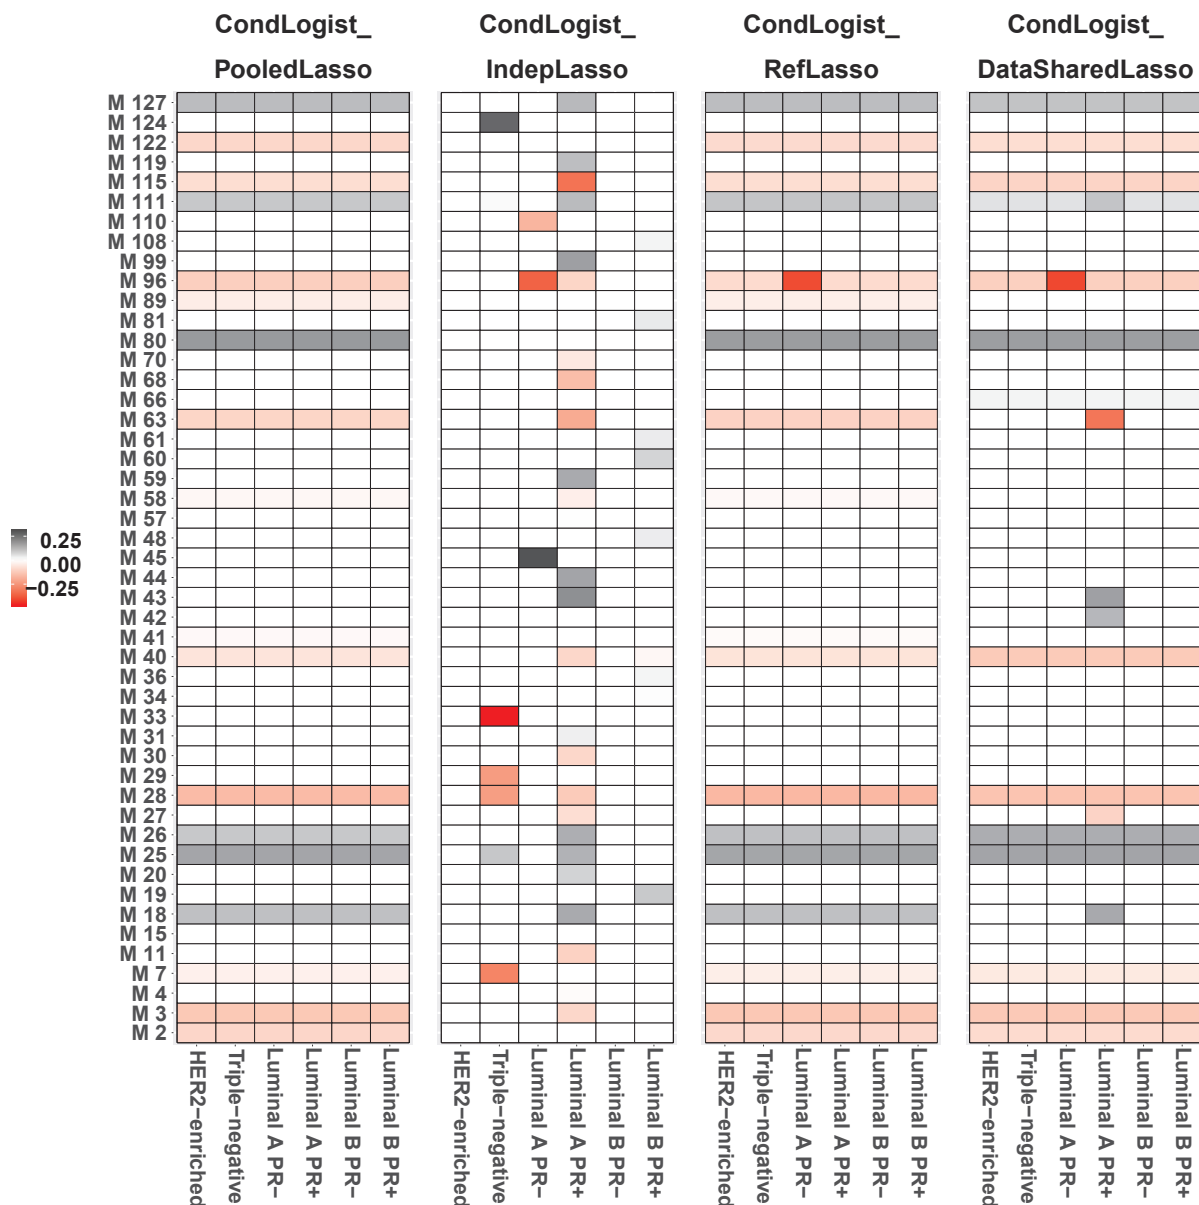 CondLogist_ CondLogist_ CondLogist_ CondLogist_
PooledLasso IndepLasso RefLasso DataSharedLasso
M 127
M 124
M 122
M 119
M 115
M 111
M 110
M 108
M 99
M 96
M 89
M 81
M 80
M 70
M 68
M 66
M 63
M 61
M 60
M 59
M 58
M 57
M 48
M 45
M 44
M 43
M 42
M 41
M 40
M 36
M 34
M 33
M 31
M 30
M 29
M 28
M 27
M 26
M 25
M 20
M 19
M 18
M 15
M 11
M 7
M 4
M 3
M 2
0.25
0.00
−0.25
HER2−enriched
Triple−negative
Luminal A PR−
Luminal A PR+
Luminal B PR−
Luminal B PR+
HER2−enriched
Triple−negative
Luminal A PR−
Luminal A PR+
Luminal B PR−
Luminal B PR+
HER2−enriched
Triple−negative
Luminal A PR−
Luminal A PR+
Luminal B PR−
Luminal B PR+
HER2−enriched
Triple−negative
Luminal A PR−
Luminal A PR+
Luminal B PR−
Luminal B PR+